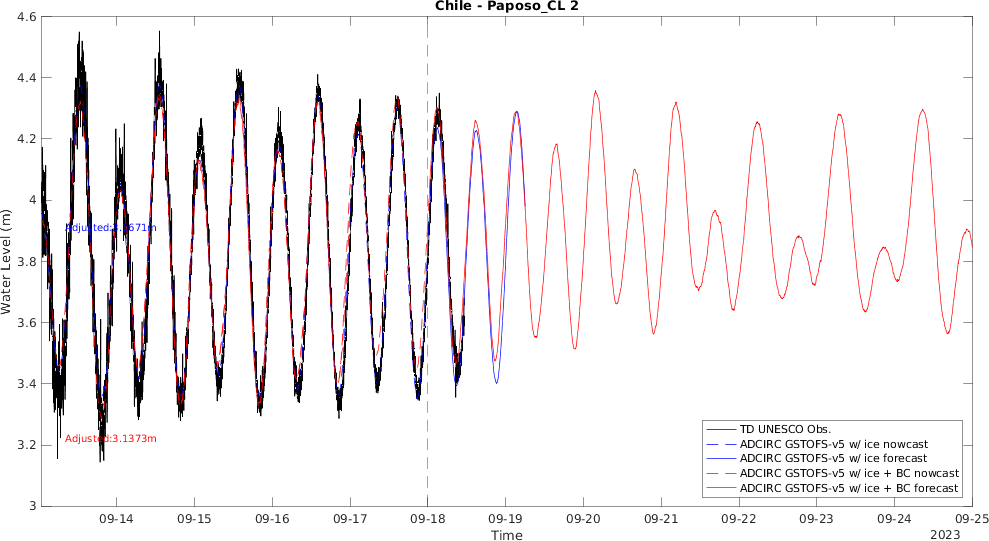 Chile - Paposo_CL 2
4.6
4.4
4.2
4
3.8
3.6
3.4
3.2
3
Water Level (m)
Adjusted:3.1373m
TD UNESCO Obs.
ADCIRC GSTOFS-v5 w/ ice nowcast
ADCIRC GSTOFS-v5 w/ ice forecast
ADCIRC GSTOFS-v5 w/ ice + BC nowcast
ADCIRC GSTOFS-v5 w/ ice + BC forecast
09-14 09-15 09-16 09-17 09-18 09-19 09-20 09-21 09-22 09-23 09-24 09-25
Time
2023